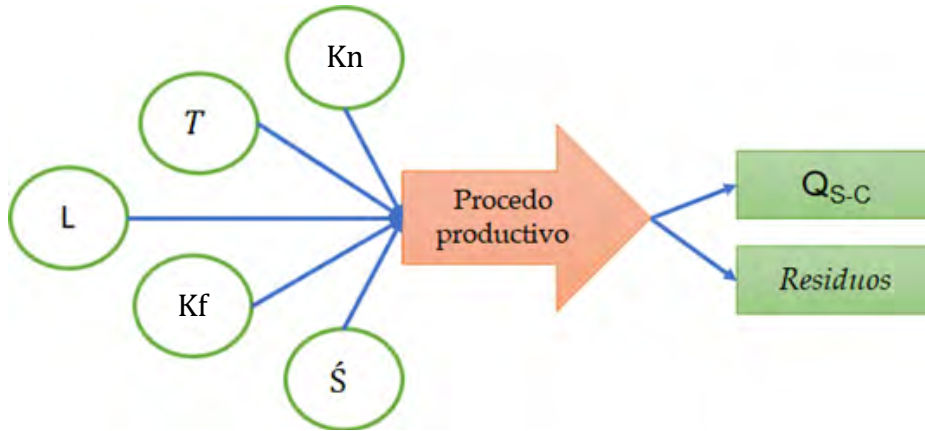 Kn
T
L
Kf
Ś
Procedo
productivo
QS-C
Residuos